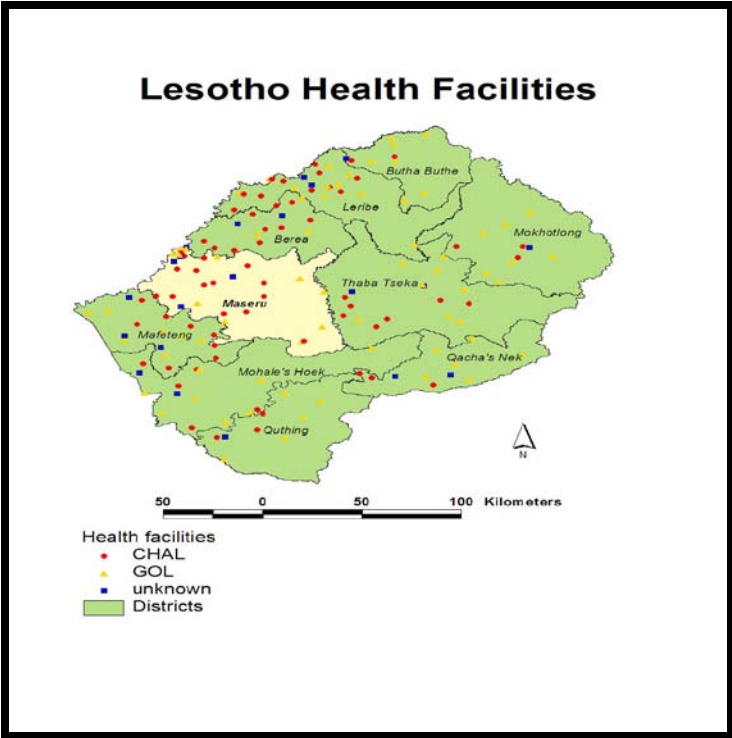 Lesotho Health Facilities
Butha Buthe
Leribe
Mokhotlong
Berea
Thaba Tseka
Maseru
Mafeteng
Qacha's Nek
Mohale's Hoek
Quthing
N
50 0 50 100 Kilometers
Health facilities
CHAL
GOL
unknown
Districts